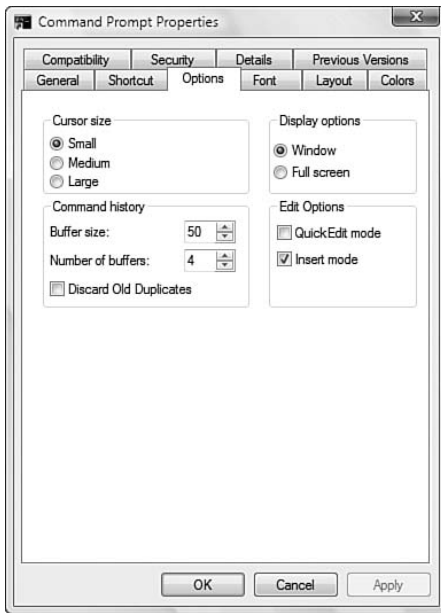 Command Prompt Properties
Compatibility Security Details Previous Versions
General Shortcut Options Font Layout Colors
Cursor size
Small
Medium
Large
Display options
Window
Full screen
Command history
Buffer size: 50
Number of buffers: 4
Discard Old Duplicates
Edit Options
QuickEdit mode
Insert mode
OK Cancel Apply